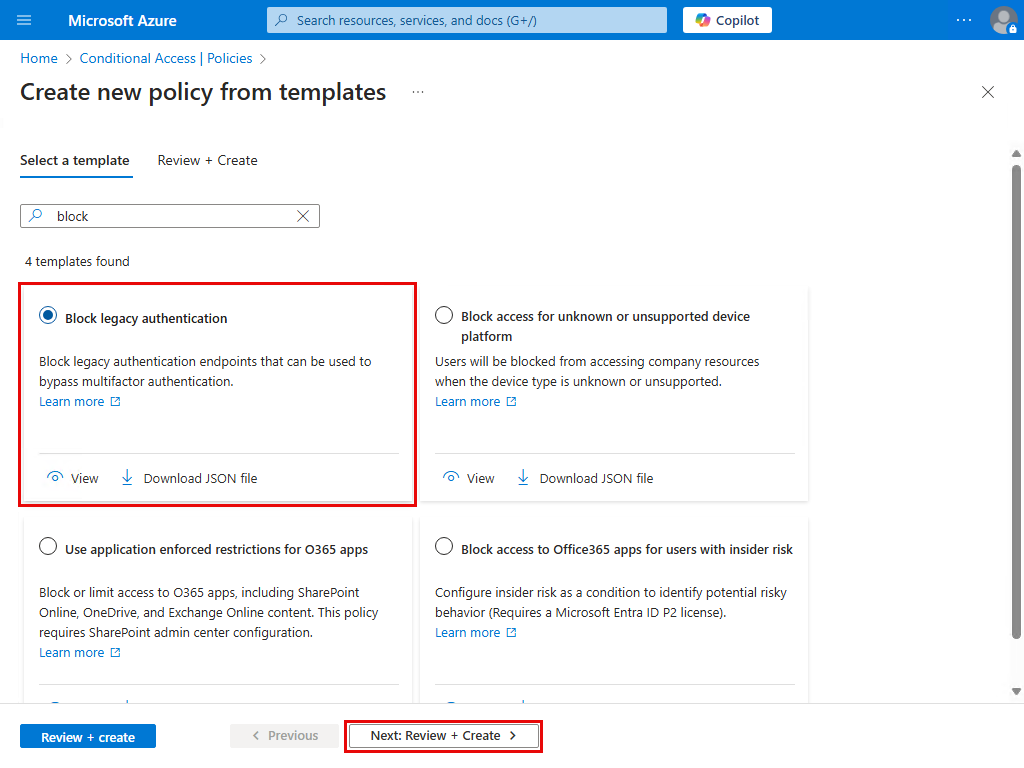 Microsoft Azure
Search resources, services, and docs (G+/)
Copilot
Home > Conditional Access | Policies >
Create new policy from templates
Select a template
Review + Create
block
4 templates found
Block legacy authentication
Block legacy authentication endpoints that can be used to
bypass multifactor authentication.
Learn more
View
Download JSON file
Block access for unknown or unsupported device
platform
Users will be blocked from accessing company resources
when the device type is unknown or unsupported.
Learn more
View
Download JSON file
Use application enforced restrictions for O365 apps
Block or limit access to O365 apps, including SharePoint
Online, OneDrive, and Exchange Online content. This policy
requires SharePoint admin center configuration.
Learn more
Block access to Office365 apps for users with insider risk
Configure insider risk as a condition to identify potential risky
behavior (Requires a Microsoft Entra ID P2 license).
Learn more
Review + create
< Previous
Next: Review + Create >